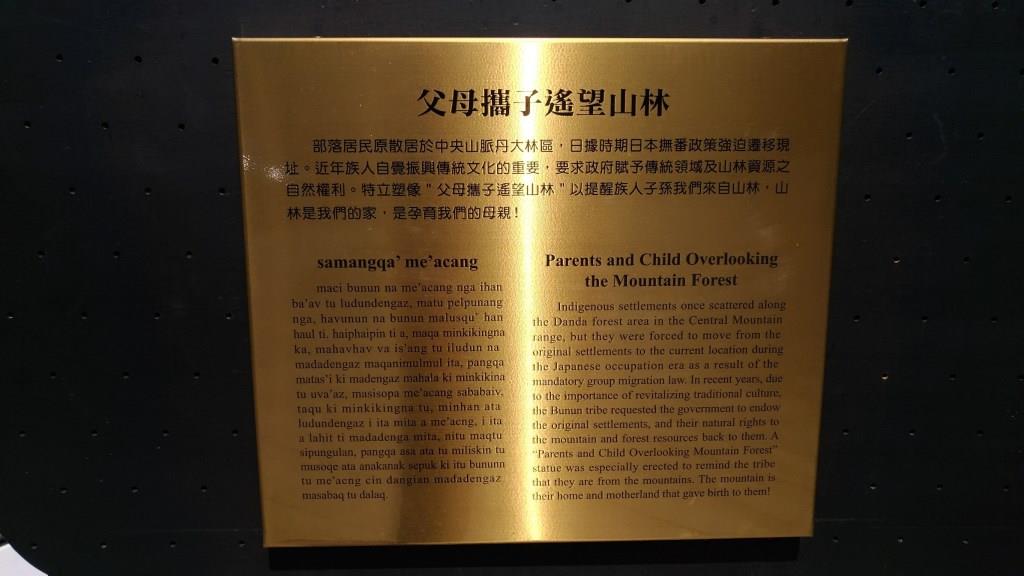 父母攜子遙望山林
部落居民原散居於中央山脈丹大林區，日據時期日本撫番政策強迫遷移現
址。近年族人自覺振興傳統文化的重要，要求政府賦予傳統領域及山林資源之
自然權利。特立塑像＂父母攜子遙望山林＂以提醒族人子孫我們來自山林，山
林是我們的家，是孕育我們的母親！
samangqa’ me’acang
maci bunun na me’acang nga ihan
ba’av tu ludundengaz, matu pelpunang
nga, havunun na bunun malusqu’ han
haul ti. haiphaipin ti a, maqa minkikingna
ka, mahavhav va is’ang tu iludun na
madadengaz maqanimulmul ita, pangqa
matas’i ki madengaz mahala ki minkikina
tu uva’az, masisopa me’acang sababaiv,
taqu ki minkikingna tu, minhan ata
ludundengaz i ita mita a me’acng, i ita
a lahit ti madadenga mita, nitu maqtu
sipungulan, pangqa asa ata tu miliskin tu
musoqe ata anakanak sepuk ki itu bununn
tu me’acng cin dangian madadengaz
masabaq tu dalaq.
Parents and Child Overlooking
the Mountain Forest
Indigenous settlements once scattered along
the Danda forest area in the Central Mountain
range, but they were forced to move from the
original settlements to the current location during
the Japanese occupation era as a result of the
mandatory group migration law. In recent years, due
to the importance of revitalizing traditional culture,
the Bunun tribe requested the government to endow
the original settlements, and their natural rights to
the mountain and forest resources back to them. A
“Parents and Child Overlooking Mountain Forest”
statue was especially erected to remind the tribe
that they are from the mountains. The mountain is
their home and motherland that gave birth to them!